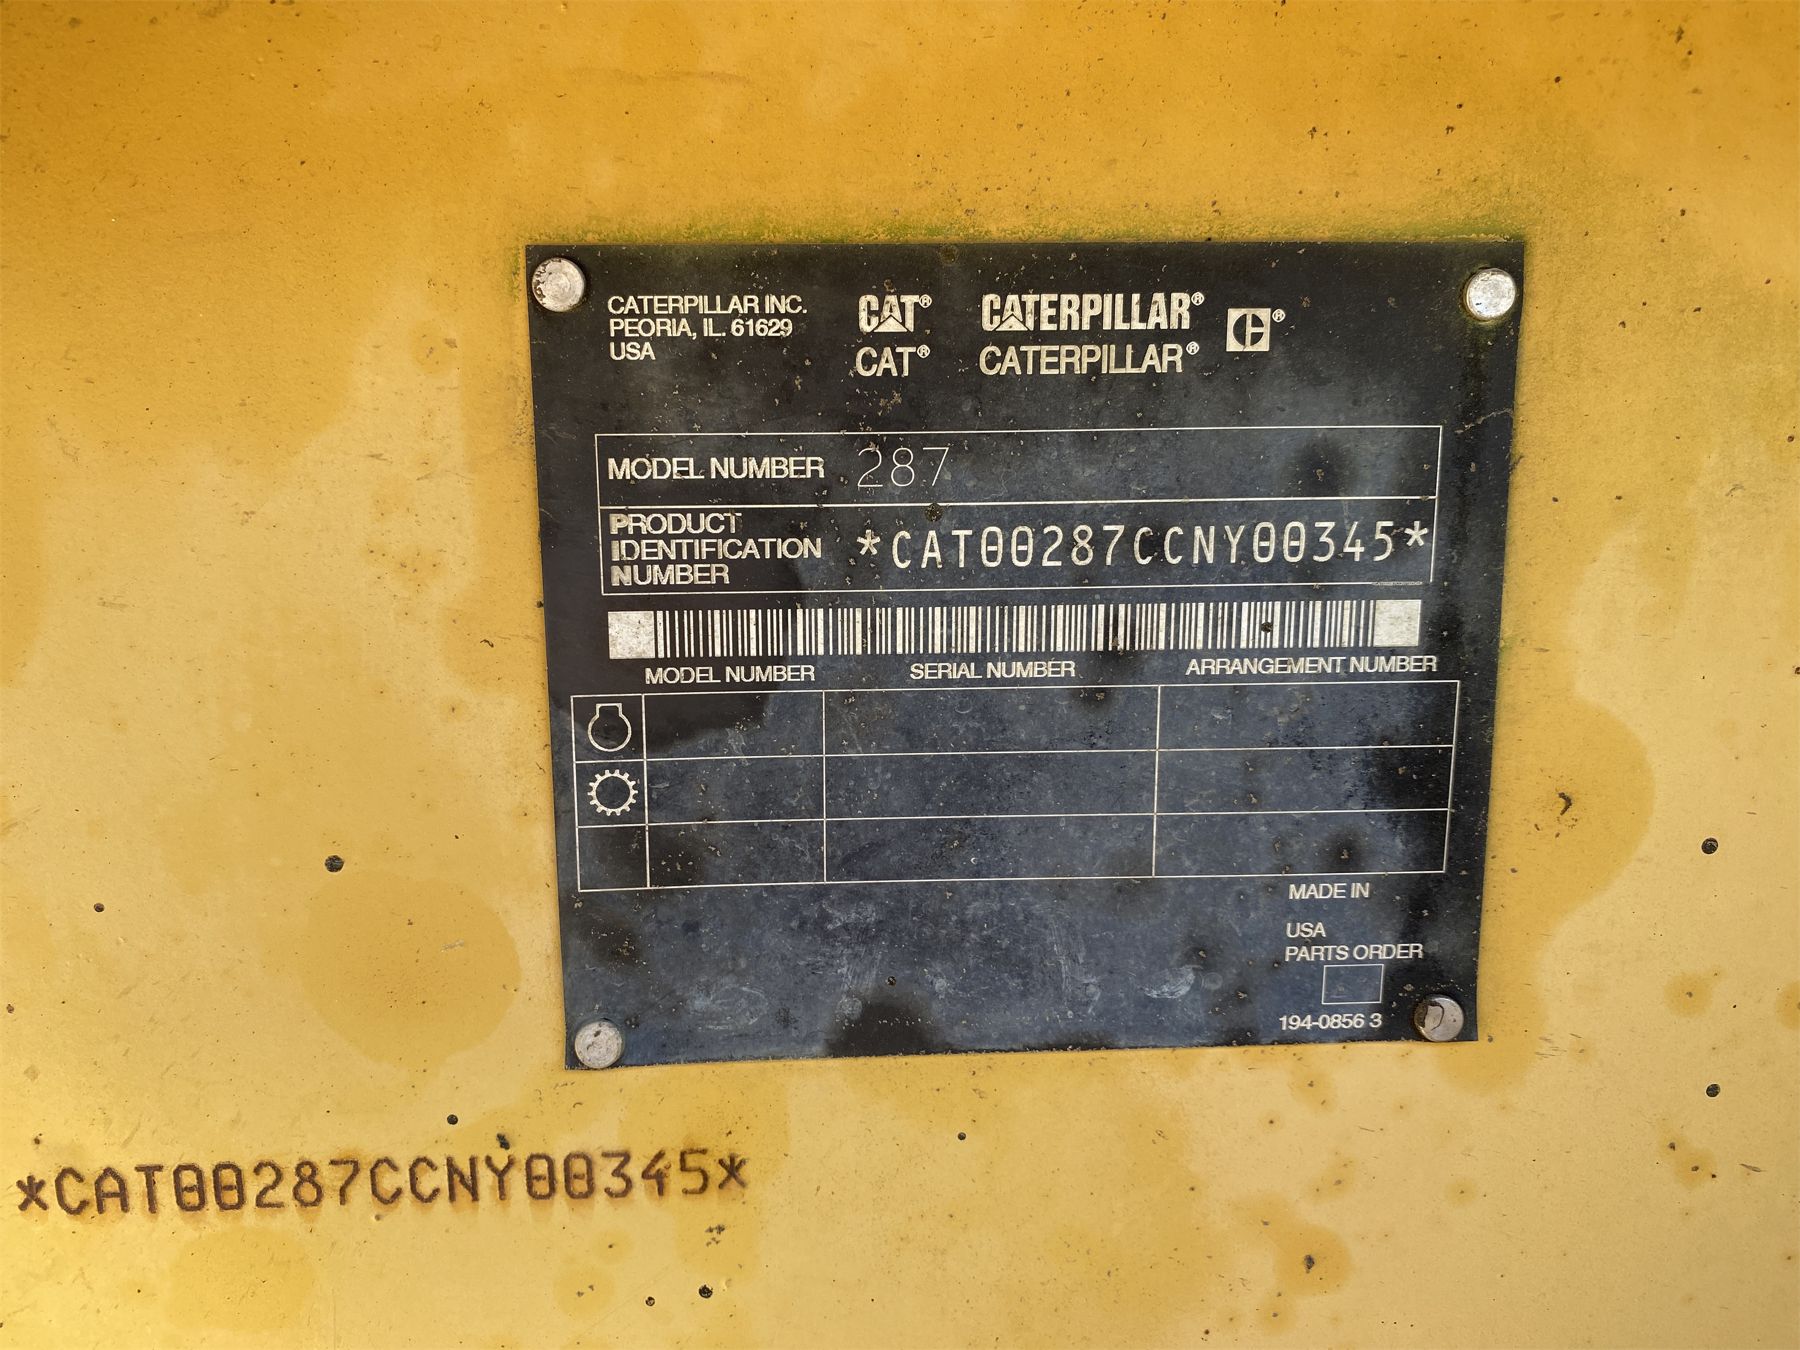 CATERPILLAR INC.
PEORIA, IL. 61629
USA
CAT® CATERPILLAR®
CAT® CATERPILLAR®
MODEL NUMBER 287
PRODUCT
IDENTIFICATION
NUMBER
*CAT00287CCNY00345*
MODEL NUMBER SERIAL NUMBER ARRANGEMENT NUMBER
MADE IN
USA
PARTS ORDER
194-0856 3
*CAT00287CCNY00345*